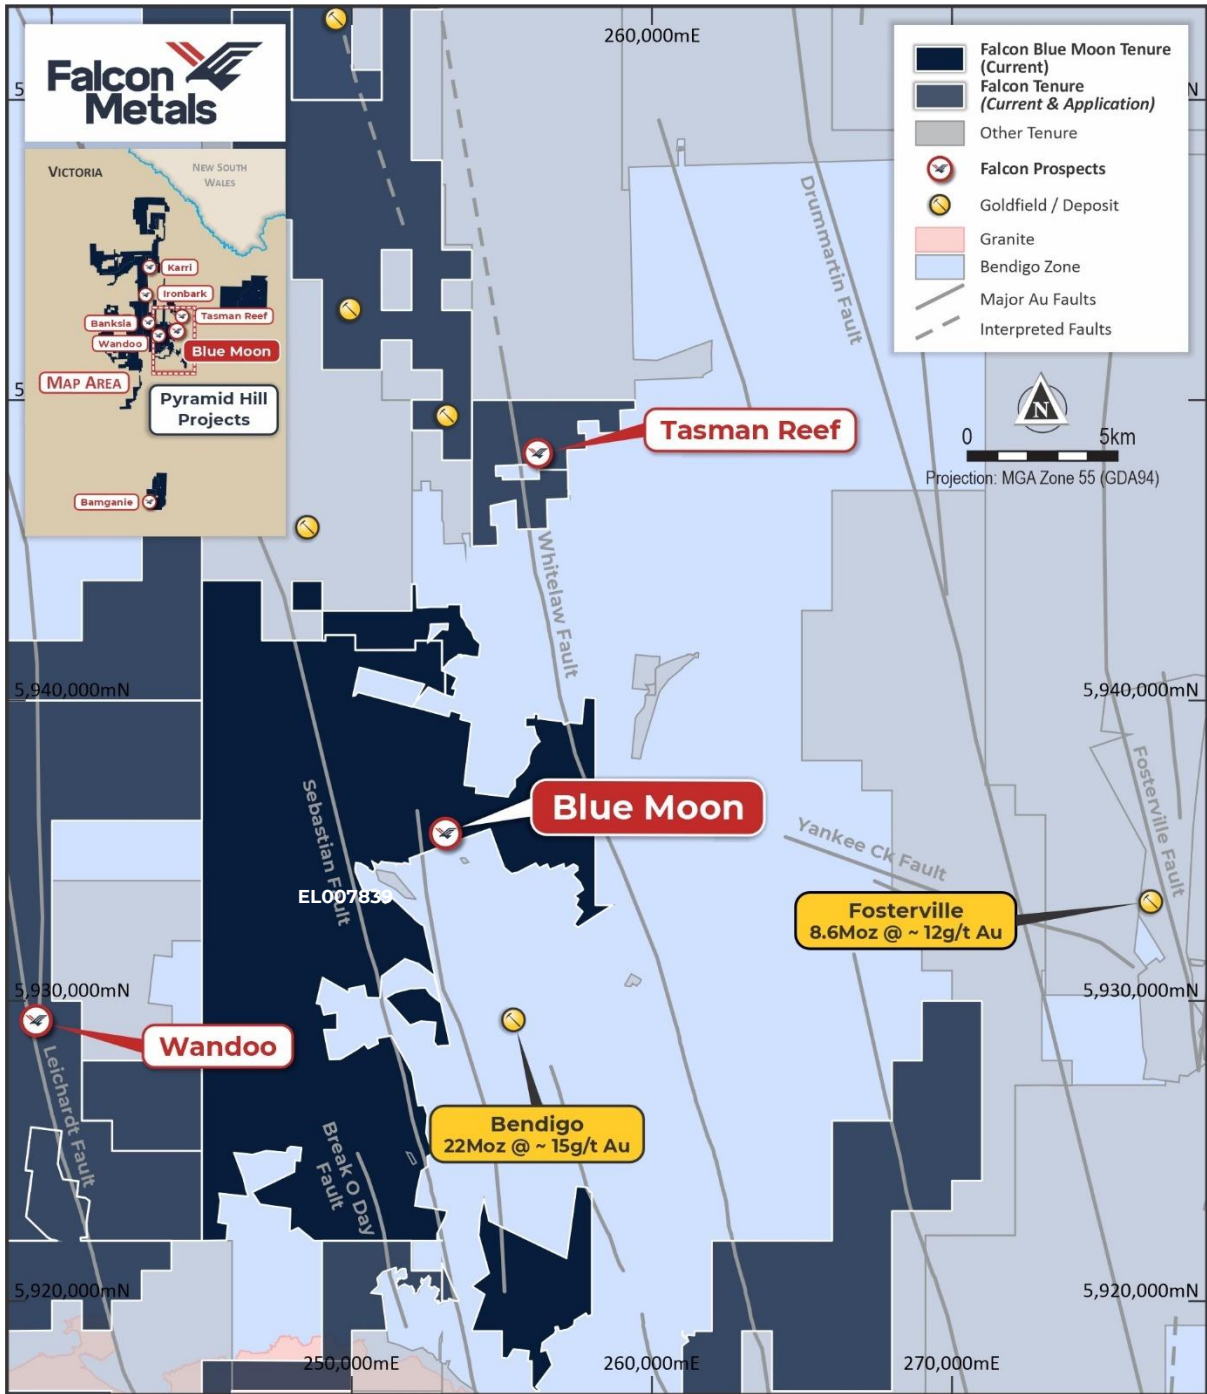 Falcon
Metals
VICTORIA
NEW SOUTH
WALES
Karri
Ironbark
Tasman Reef
Banksia
Wandoo
Blue Moon
MAP AREA
Pyramid Hill
Projects
Bamganie
260,000mE
Falcon Blue Moon Tenure
(Current)
Falcon Tenure
(Current & Application)
Other Tenure
Falcon Prospects
Goldfield / Deposit
Granite
Bendigo Zone
Major Au Faults
Interpreted Faults
N
5
N
5
N
0 5km
Projection: MGA Zone 55 (GDA94)
Drummartin Fault
Tasman Reef
Whitelaw Fault
5,940,000mN
5,940,000mN
Sebastian Fault
Blue Moon
Yankee Ck Fault
Fosterville Fault
EL007839
Fosterville
8.6Moz @ ~ 12g/t Au
5,930,000mN
5,930,000mN
Wandoo
Leichardt Fault
Bendigo
22Moz @ ~ 15g/t Au
Break O Day
Fault
5,920,000mN
5,920,000mN
250,000mE
260,000mE
270,000mE